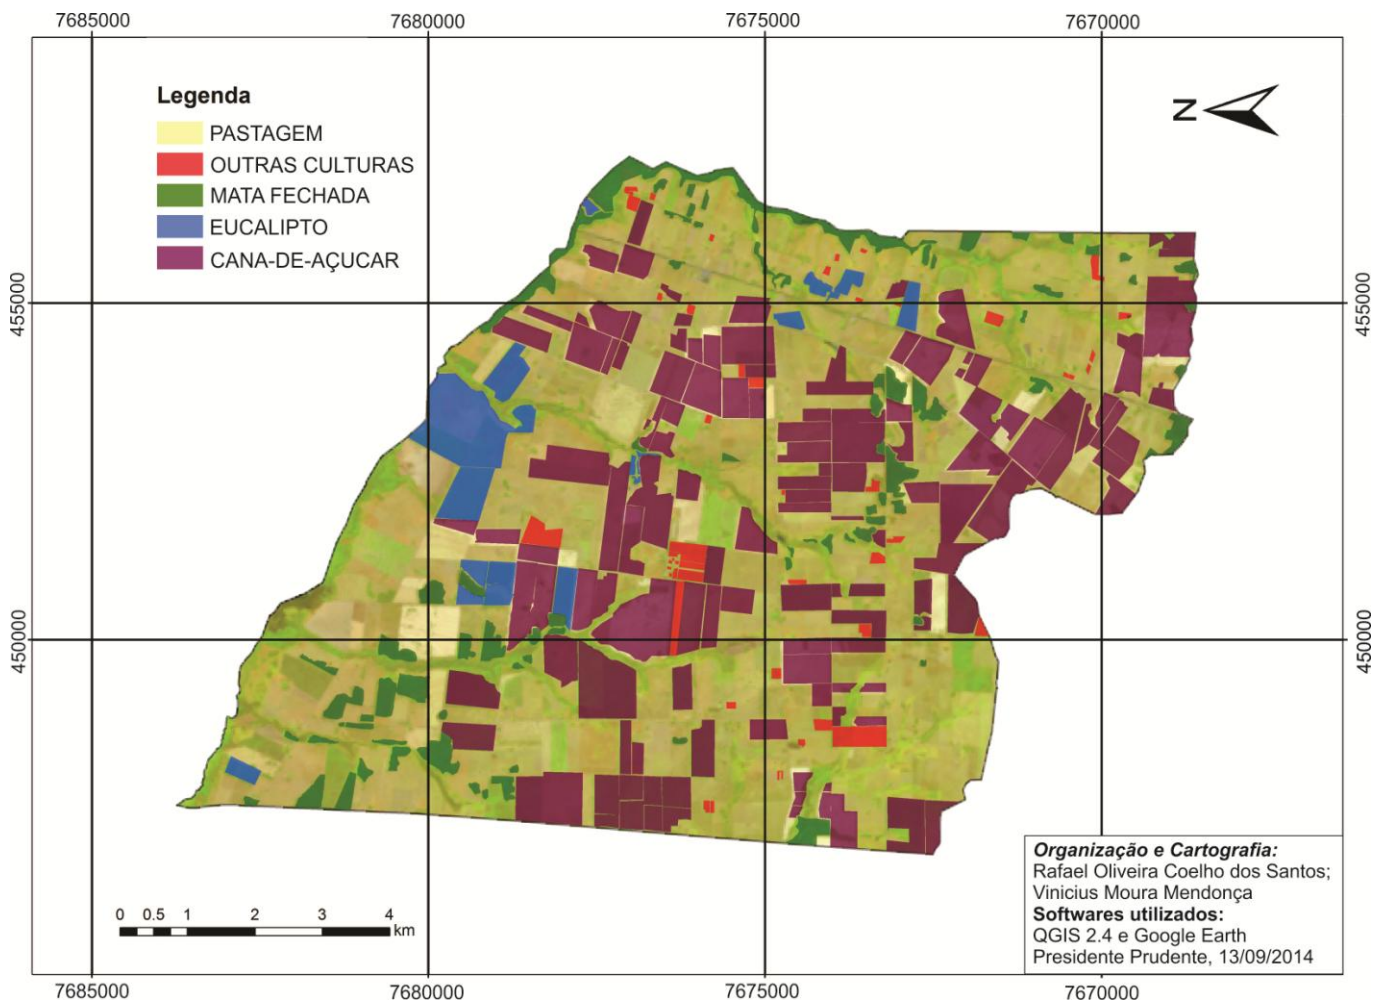 7685000 7680000 7675000 7670000
Legenda
PASTAGEM
OUTRAS CULTURAS
MATA FECHADA
EUCALIPTO
CANA-DE-AÇUCAR
N
455000 455000
450000 450000
0 0.5 1 2 3 4
km
Organização e Cartografia:
Rafael Oliveira Coelho dos Santos;
Vinicius Moura Mendonça
Softwares utilizados:
QGIS 2.4 e Google Earth
Presidente Prudente, 13/09/2014
7685000 7680000 7675000 7670000